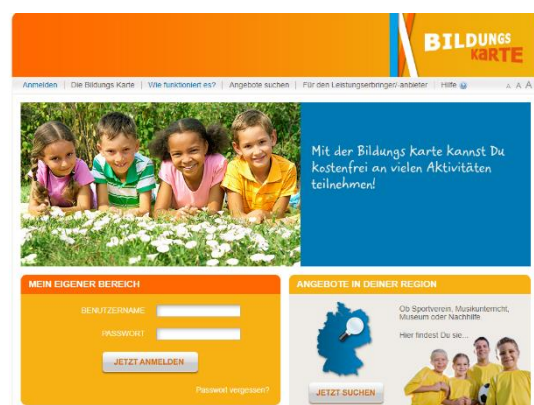 BILDUNGS
KARTE
Anmelden | Die Bildungs Karte | Wie funktioniert es? | Angebote suchen | Für den Leistungserbringer/-anbieter | Hilfe
A A A
Mit der Bildungs Karte kannst Du
kostenfrei an vielen Aktivitäten
teilnehmen!
MEIN EIGENER BEREICH
BENUTZERNAME
PASSWORT
JETZT ANMELDEN
Passwort vergessen?
ANGEBOTE IN DEINER REGION
Ob Sportverein, Musikunterricht,
Museum oder Nachhilfe
Hier findest Du sie...
JETZT SUCHEN